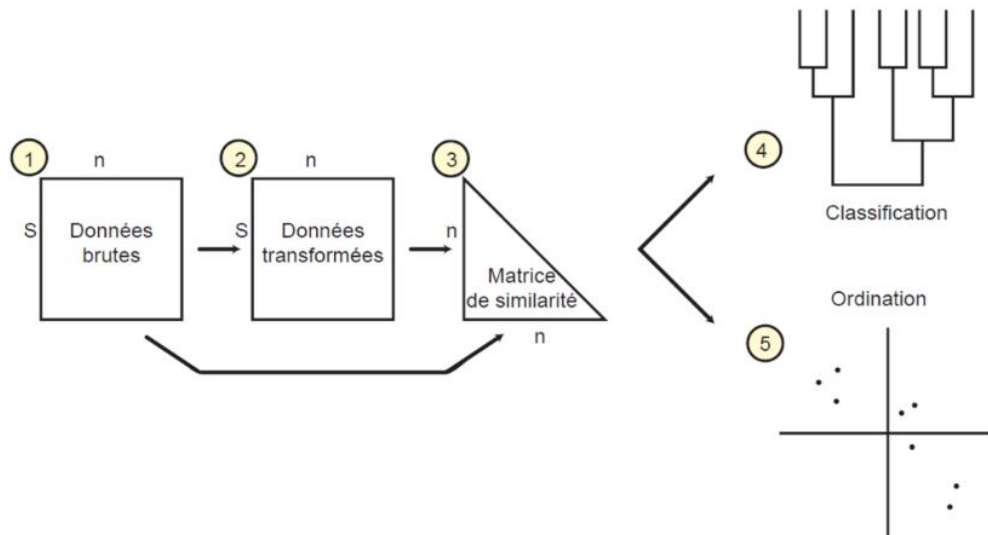 1
n
S
Données
brutes
2
n
S
Données
transformées
3
n
Matrice
de similarité
n
4
Classification
Ordination
5